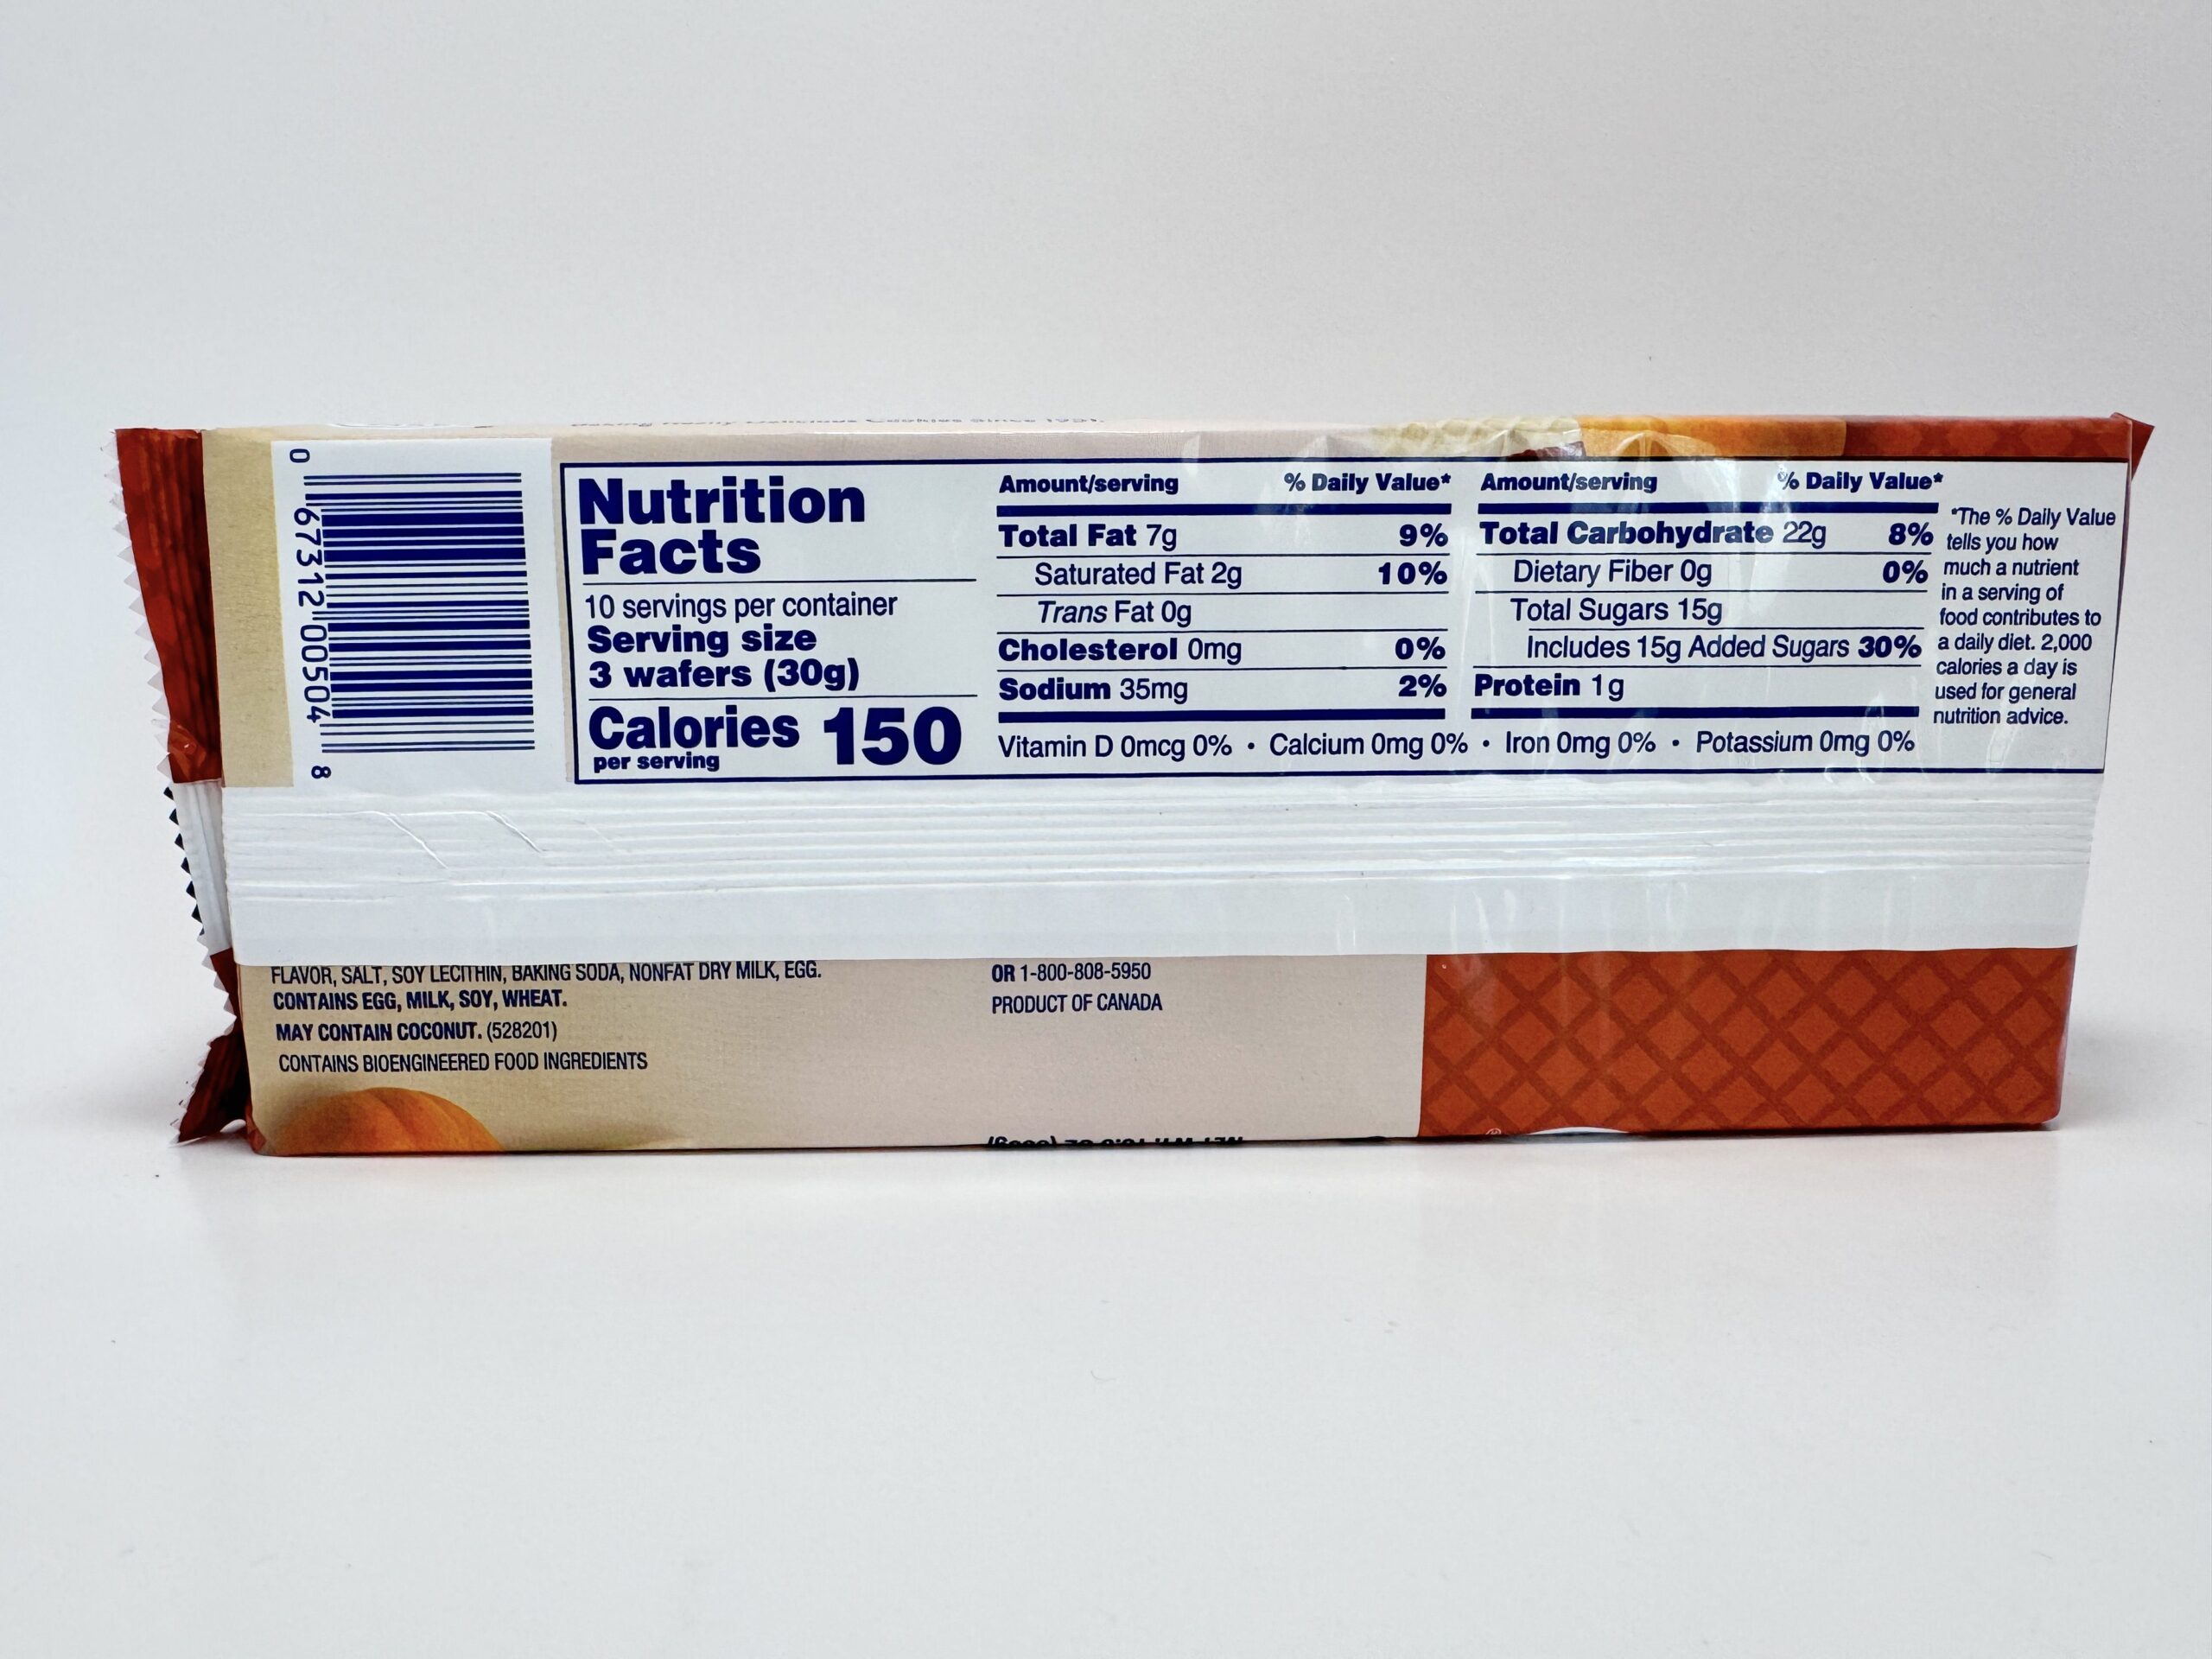 Baking Really Delicious Cookies Since 1951.
0 67312 00504 8
Nutrition
Facts
10 servings per container
Serving size
3 wafers (30g)
Calories 150
per serving
Amount/serving % Daily Value*
Total Fat 7g 9%
Saturated Fat 2g 10%
Trans Fat 0g
Cholesterol 0mg 0%
Sodium 35mg 2%
Amount/serving % Daily Value*
Total Carbohydrate 22g 8%
Dietary Fiber 0g 0%
Total Sugars 15g
Includes 15g Added Sugars 30%
Protein 1g
Vitamin D 0mcg 0% • Calcium 0mg 0% • Iron 0mg 0% • Potassium 0mg 0%
*The % Daily Value
tells you how
much a nutrient
in a serving of
food contributes to
a daily diet. 2,000
calories a day is
used for general
nutrition advice.
FLAVOR, SALT, SOY LECITHIN, BAKING SODA, NONFAT DRY MILK, EGG.
CONTAINS EGG, MILK, SOY, WHEAT.
MAY CONTAIN COCONUT. (528201)
CONTAINS BIOENGINEERED FOOD INGREDIENTS
OR 1-800-808-5950
PRODUCT OF CANADA